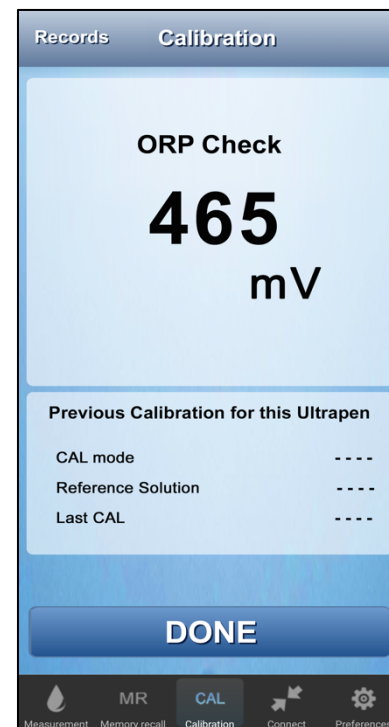 Records Calibration
ORP Check
465
mV
Previous Calibration for this Ultrapen
CAL mode ----
Reference Solution ----
Last CAL ----
DONE
MR CAL
Measurement Memory recall Calibration Connect Preferences